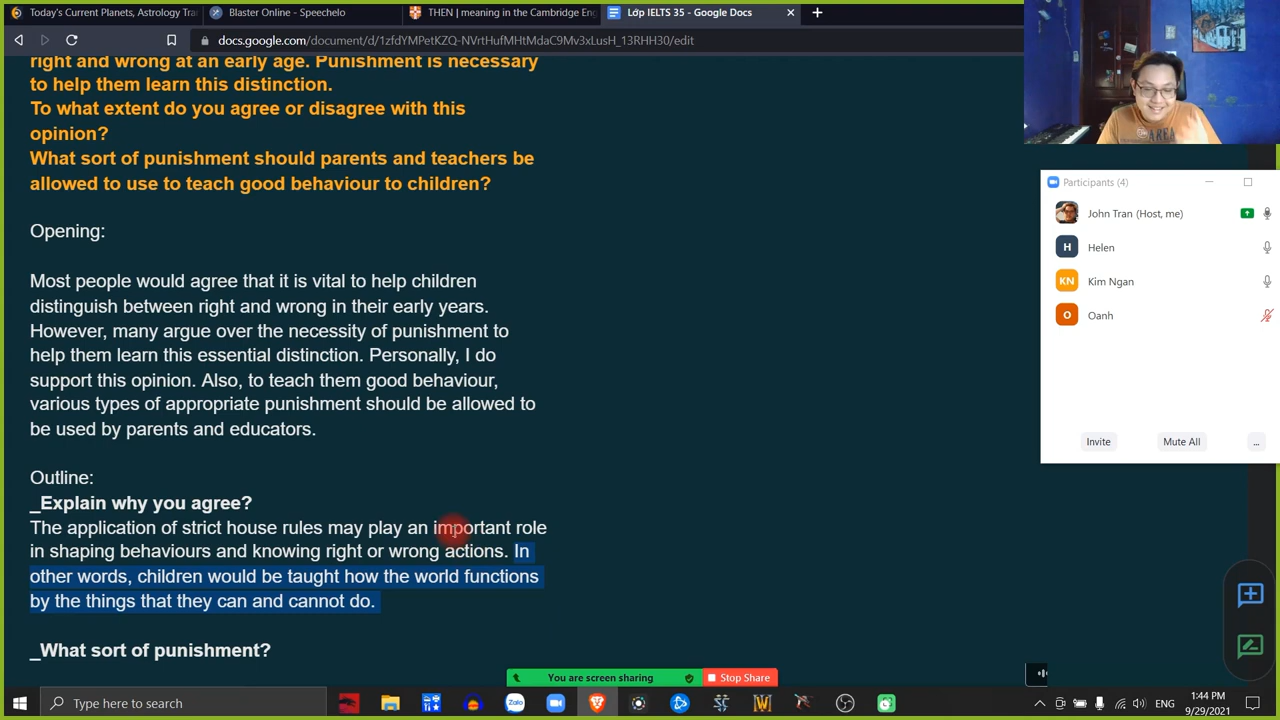 Today's Current Planets, Astrology Tra
Blaster Online - Speechelo
THEN | meaning in the Cambridge En
Lớp IELTS 35 - Google Docs
docs.google.com/document/d/1zfdYMPetKZQ-NVrtHufMHtMdaC9Mv3xLusH_13RHH30/edit
right and wrong at an early age. Punishment is necessary
to help them learn this distinction.
To what extent do you agree or disagree with this
opinion?
What sort of punishment should parents and teachers be
allowed to use to teach good behaviour to children?
Opening:
Most people would agree that it is vital to help children
distinguish between right and wrong in their early years.
However, many argue over the necessity of punishment to
help them learn this essential distinction. Personally, I do
support this opinion. Also, to teach them good behaviour,
various types of appropriate punishment should be allowed to
be used by parents and educators.
Outline:
_Explain why you agree?
The application of strict house rules may play an important role
in shaping behaviours and knowing right or wrong actions. In
other words, children would be taught how the world functions
by the things that they can and cannot do.
_What sort of punishment?
AREA
Participants (4)
John Tran (Host, me)
H Helen
KN Kim Ngan
O Oanh
Invite
Mute All
...
You are screen sharing
Stop Share
Type here to search
Zalo
ENG
1:44 PM
9/29/2021